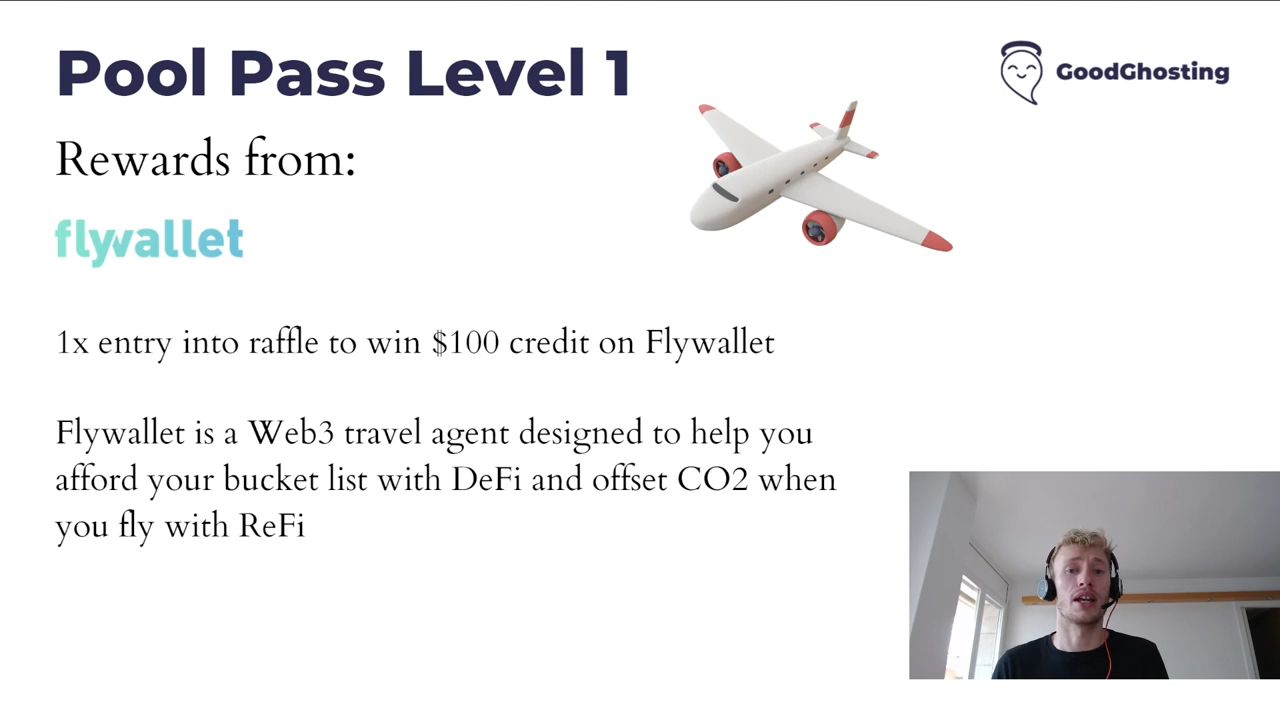 Pool Pass Level 1
GoodGhosting
Rewards from:
flywallet
1x entry into raffle to win $100 credit on Flywallet
Flywallet is a Web3 travel agent designed to help you
afford your bucket list with DeFi and offset CO2 when
you fly with ReFi